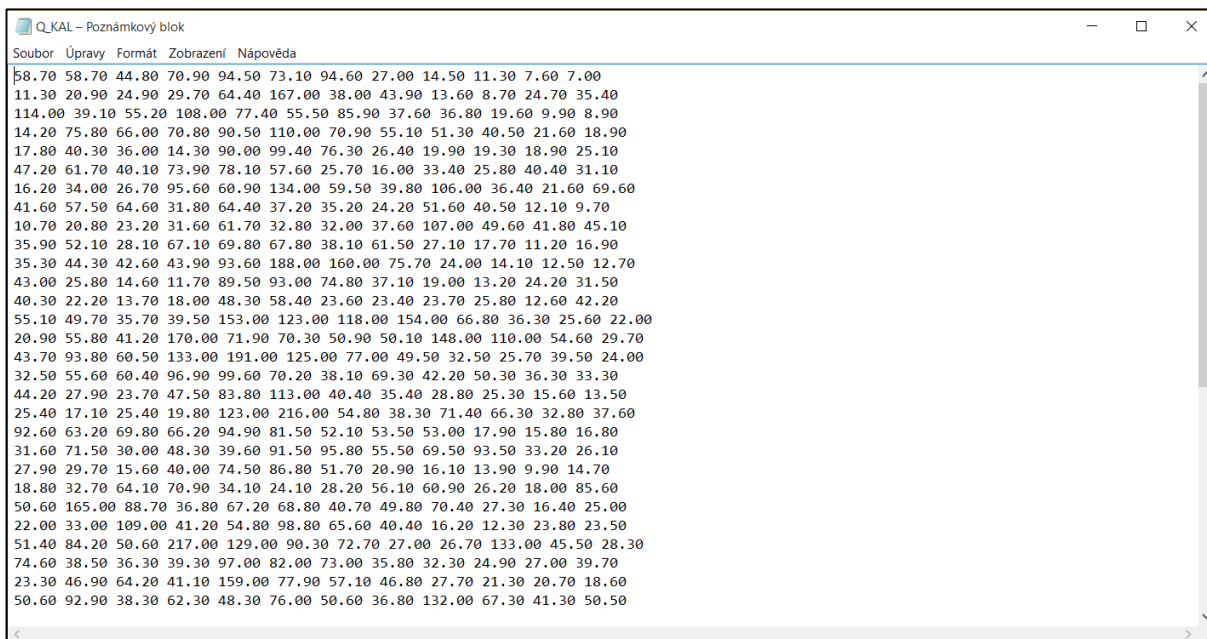 Q_KAL – Poznámkový blok
Soubor Úpravy Formát Zobrazení Nápověda
58.70 58.70 44.80 70.90 94.50 73.10 94.60 27.00 14.50 11.30 7.60 7.00
11.30 20.90 24.90 29.70 64.40 167.00 38.00 43.90 13.60 8.70 24.70 35.40
114.00 39.10 55.20 108.00 77.40 55.50 85.90 37.60 36.80 19.60 9.90 8.90
14.20 75.80 66.00 70.80 90.50 110.00 70.90 55.10 51.30 40.50 21.60 18.90
17.80 40.30 36.00 14.30 90.00 99.40 76.30 26.40 19.90 19.30 18.90 25.10
47.20 61.70 40.10 73.90 78.10 57.60 25.70 16.00 33.40 25.80 40.40 31.10
16.20 34.00 26.70 95.60 60.90 134.00 59.50 39.80 106.00 36.40 21.60 69.60
41.60 57.50 64.60 31.80 64.40 37.20 35.20 24.20 51.60 40.50 12.10 9.70
10.70 20.80 23.20 31.60 61.70 32.80 32.00 37.60 107.00 49.60 41.80 45.10
35.90 52.10 28.10 67.10 69.80 67.80 38.10 61.50 27.10 17.70 11.20 16.90
35.30 44.30 42.60 43.90 93.60 188.00 160.00 75.70 24.00 14.10 12.50 12.70
43.00 25.80 14.60 11.70 89.50 93.00 74.80 37.10 19.00 13.20 24.20 31.50
40.30 22.20 13.70 18.00 48.30 58.40 23.60 23.40 23.70 25.80 12.60 42.20
55.10 49.70 35.70 39.50 153.00 123.00 118.00 154.00 66.80 36.30 25.60 22.00
20.90 55.80 41.20 170.00 71.90 70.30 50.90 50.10 148.00 110.00 54.60 29.70
43.70 93.80 60.50 133.00 191.00 125.00 77.00 49.50 32.50 25.70 39.50 24.00
32.50 55.60 60.40 96.90 99.60 70.20 38.10 69.30 42.20 50.30 36.30 33.30
44.20 27.90 23.70 47.50 83.80 113.00 40.40 35.40 28.80 25.30 15.60 13.50
25.40 17.10 25.40 19.80 123.00 216.00 54.80 38.30 71.40 66.30 32.80 37.60
92.60 63.20 69.80 66.20 94.90 81.50 52.10 53.50 53.00 17.90 15.80 16.80
31.60 71.50 30.00 48.30 39.60 91.50 95.80 55.50 69.50 93.50 33.20 26.10
27.90 29.70 15.60 40.00 74.50 86.80 51.70 20.90 16.10 13.90 9.90 14.70
18.80 32.70 64.10 70.90 34.10 24.10 28.20 56.10 60.90 26.20 18.00 85.60
50.60 165.00 88.70 36.80 67.20 68.80 40.70 49.80 70.40 27.30 16.40 25.00
22.00 33.00 109.00 41.20 54.80 98.80 65.60 40.40 16.20 12.30 23.80 23.50
51.40 84.20 50.60 217.00 129.00 90.30 72.70 27.00 26.70 133.00 45.50 28.30
74.60 38.50 36.30 39.30 97.00 82.00 73.00 35.80 32.30 24.90 27.00 39.70
23.30 46.90 64.20 41.10 159.00 77.90 57.10 46.80 27.70 21.30 20.70 18.60
50.60 92.90 38.30 62.30 48.30 76.00 50.60 36.80 132.00 67.30 41.30 50.50